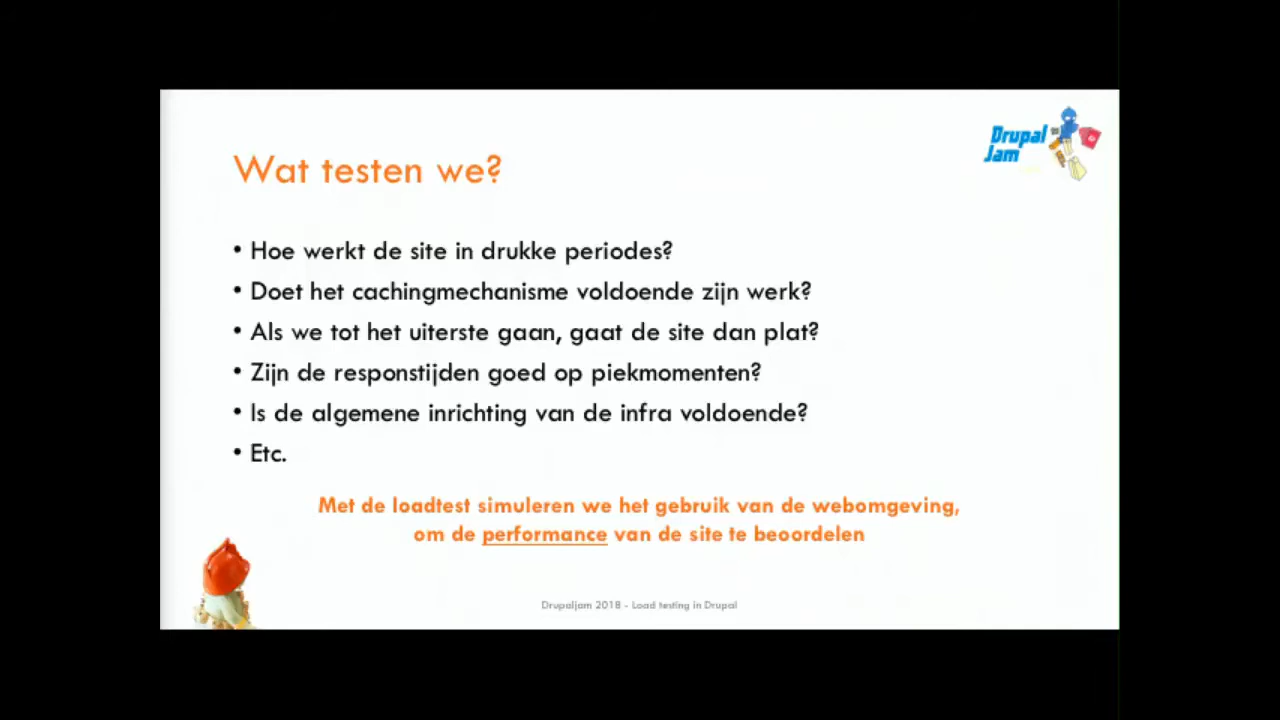 Drupal
Jam
Wat testen we?
• Hoe werkt de site in drukke periodes?
• Doet het cachingmechanisme voldoende zijn werk?
• Als we tot het uiterste gaan, gaat de site dan plat?
• Zijn de responstijden goed op piekmomenten?
• Is de algemene inrichting van de infra voldoende?
• Etc.
Met de loadtest simuleren we het gebruik van de webomgeving,
om de performance van de site te beoordelen
Drupaljam 2018 - Load testing in Drupal